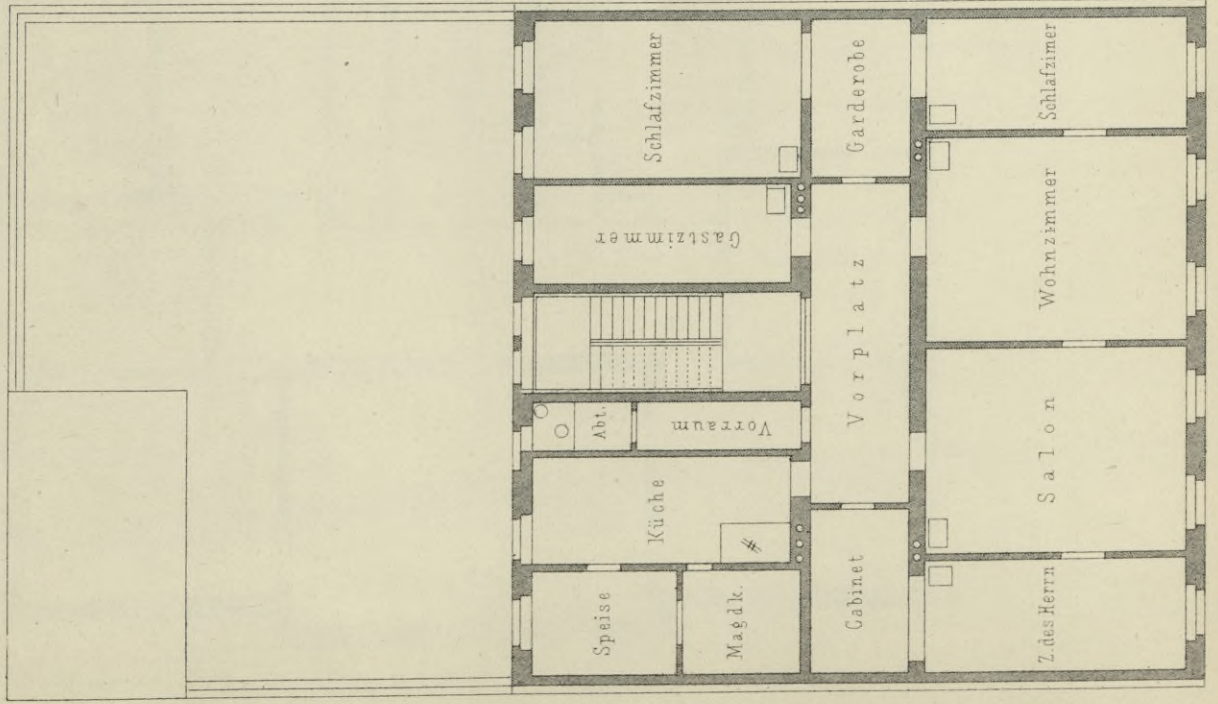 Schlafzimmer
Garderobe
Schlafzimer
Gastzimmer
Wohnzimmer
Vorplatz
Abt.
Vorraum
Salon
Küche
Speise
Magdk.
Cabinet
Z. des Herrn